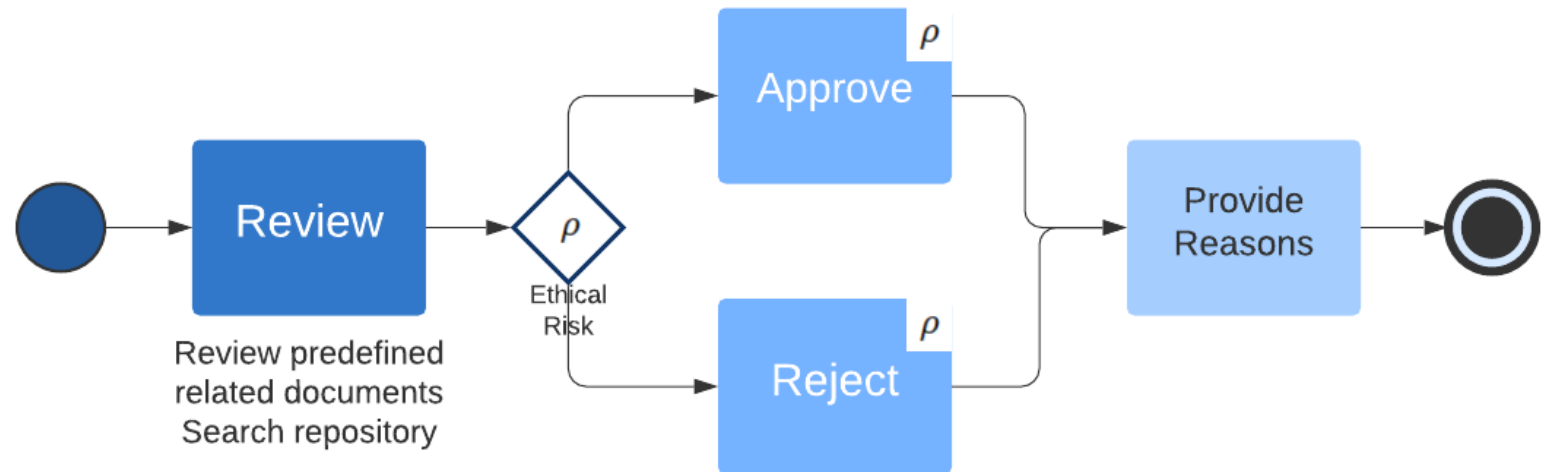 Review
Review predefined
related documents
Search repository
ρ
Ethical
Risk
Approve
ρ
Reject
ρ
Provide
Reasons